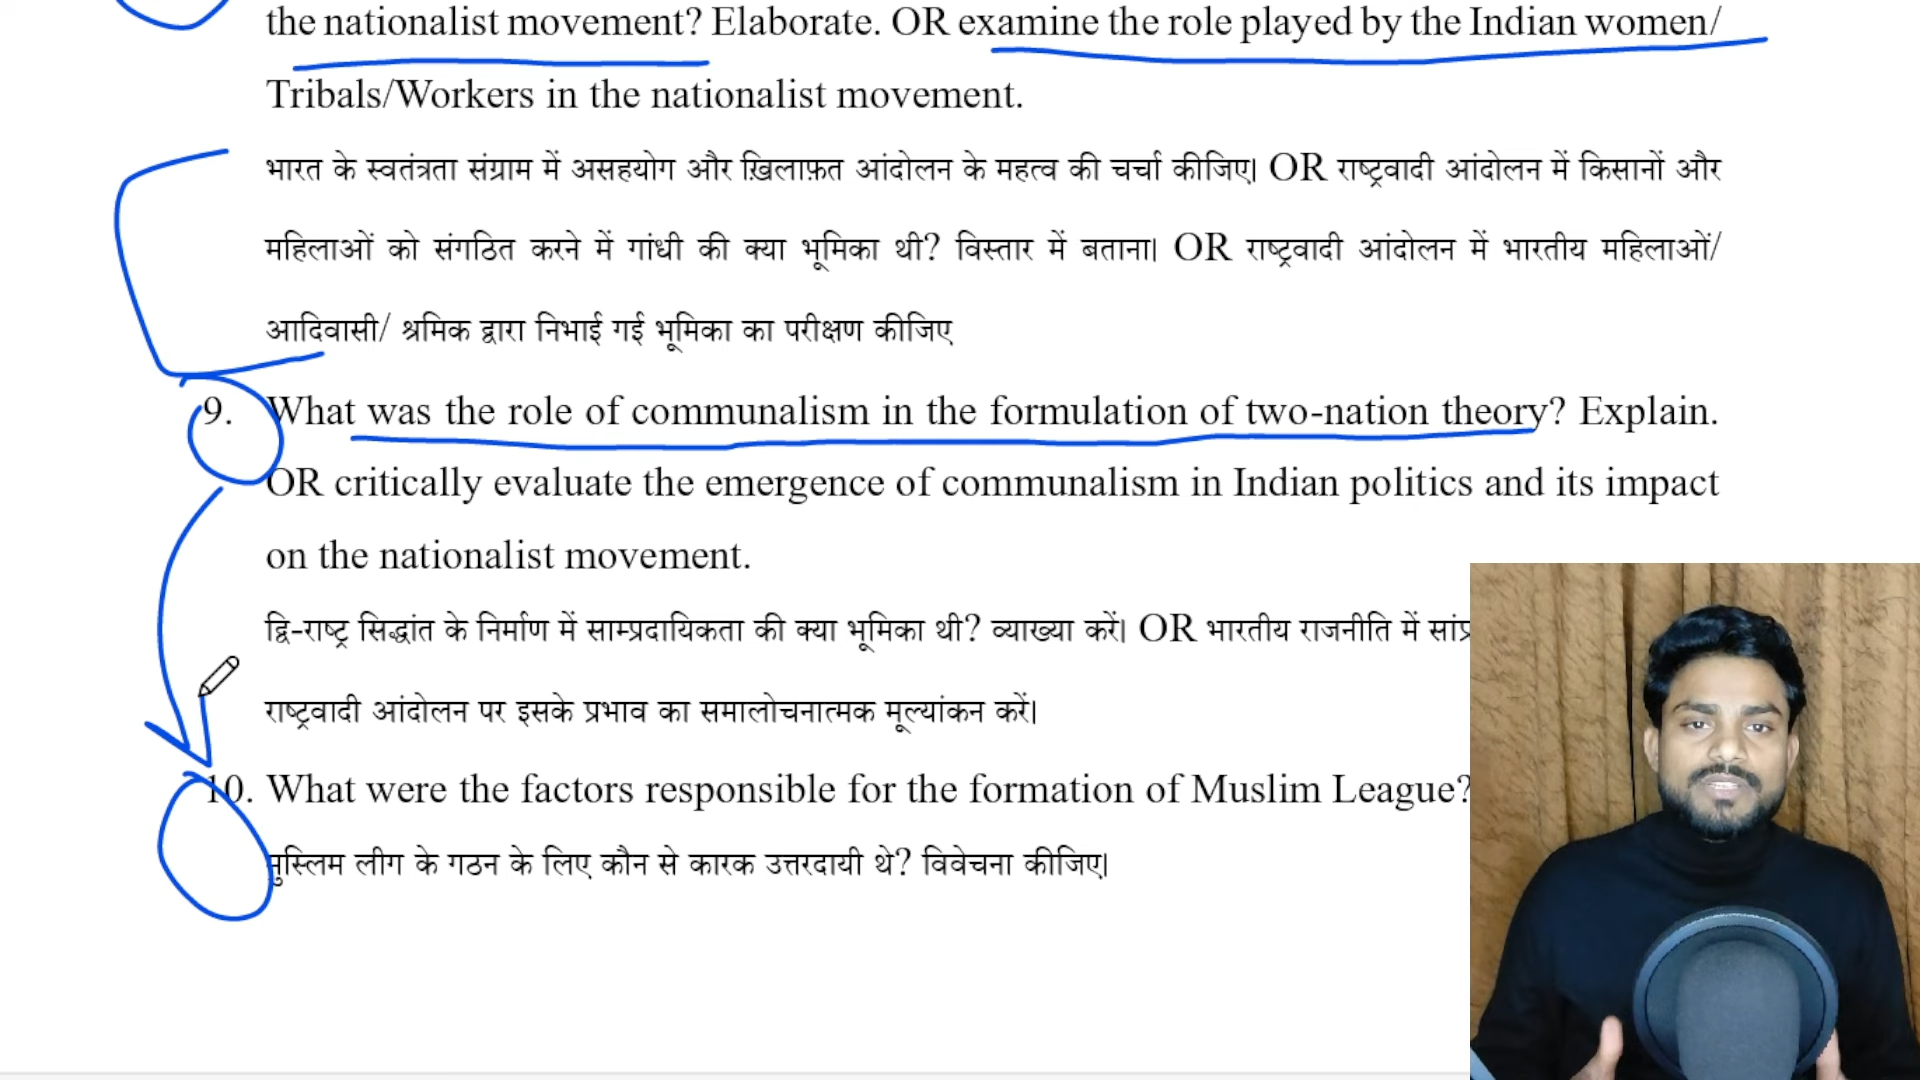 the nationalist movement? Elaborate. OR examine the role played by the Indian women/
Tribals/Workers in the nationalist movement.
भारत के स्वतंत्रता संग्राम में असहयोग और ख़िलाफ़त आंदोलन के महत्व की चर्चा कीजिए। OR राष्ट्रवादी आंदोलन में किसानों और
महिलाओं को संगठित करने में गांधी की क्या भूमिका थी? विस्तार में बताना। OR राष्ट्रवादी आंदोलन में भारतीय महिलाओं/
आदिवासी/ श्रमिक द्वारा निभाई गई भूमिका का परीक्षण कीजिए
9. What was the role of communalism in the formulation of two-nation theory? Explain.
OR critically evaluate the emergence of communalism in Indian politics and its impact
on the nationalist movement.
द्वि-राष्ट्र सिद्धांत के निर्माण में साम्प्रदायिकता की क्या भूमिका थी? व्याख्या करें। OR भारतीय राजनीति में
राष्ट्रवादी आंदोलन पर इसके प्रभाव का समालोचनात्मक मूल्यांकन करें।
10. What were the factors responsible for the formation of Muslim League?
मुस्लिम लीग के गठन के लिए कौन से कारक उत्तरदायी थे? विवेचना कीजिए।